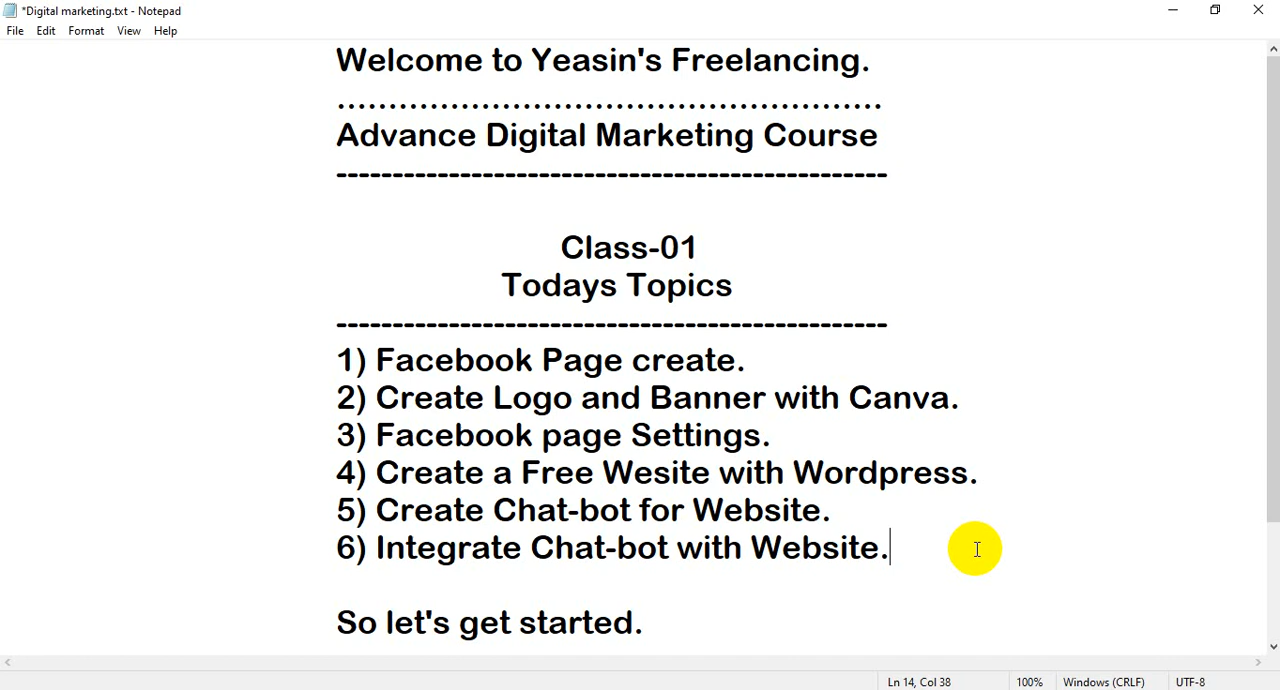 *Digital marketing.txt - Notepad
File Edit Format View Help
Welcome to Yeasin's Freelancing.
....................................................
Advance Digital Marketing Course
-------------------------------------------------
Class-01
Todays Topics
-------------------------------------------------
1) Facebook Page create.
2) Create Logo and Banner with Canva.
3) Facebook page Settings.
4) Create a Free Wesite with Wordpress.
5) Create Chat-bot for Website.
6) Integrate Chat-bot with Website.
So let's get started.
Ln 14, Col 38 100% Windows (CRLF) UTF-8